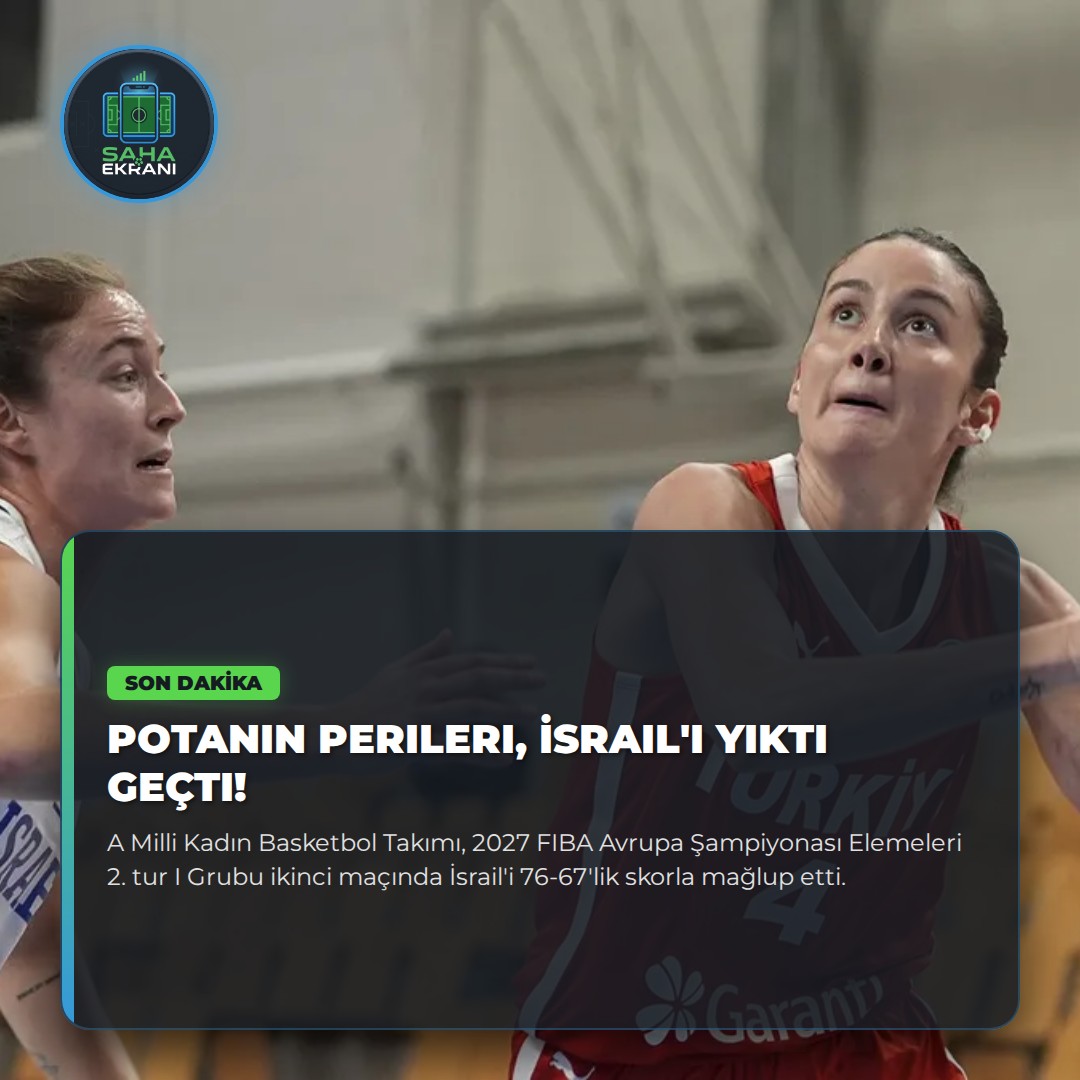 SAHA
EKRANI
SON DAKİKA
POTANIN PERILERI, İSRAIL'I YIKTI
GEÇTI!
A Milli Kadın Basketbol Takımı, 2027 FIBA Avrupa Şampiyonası Elemeleri
2. tur I Grubu ikinci maçında İsrail'i 76-67'lik skorla mağlup etti.
TÜRKİY
4
Garanti
ISRAE